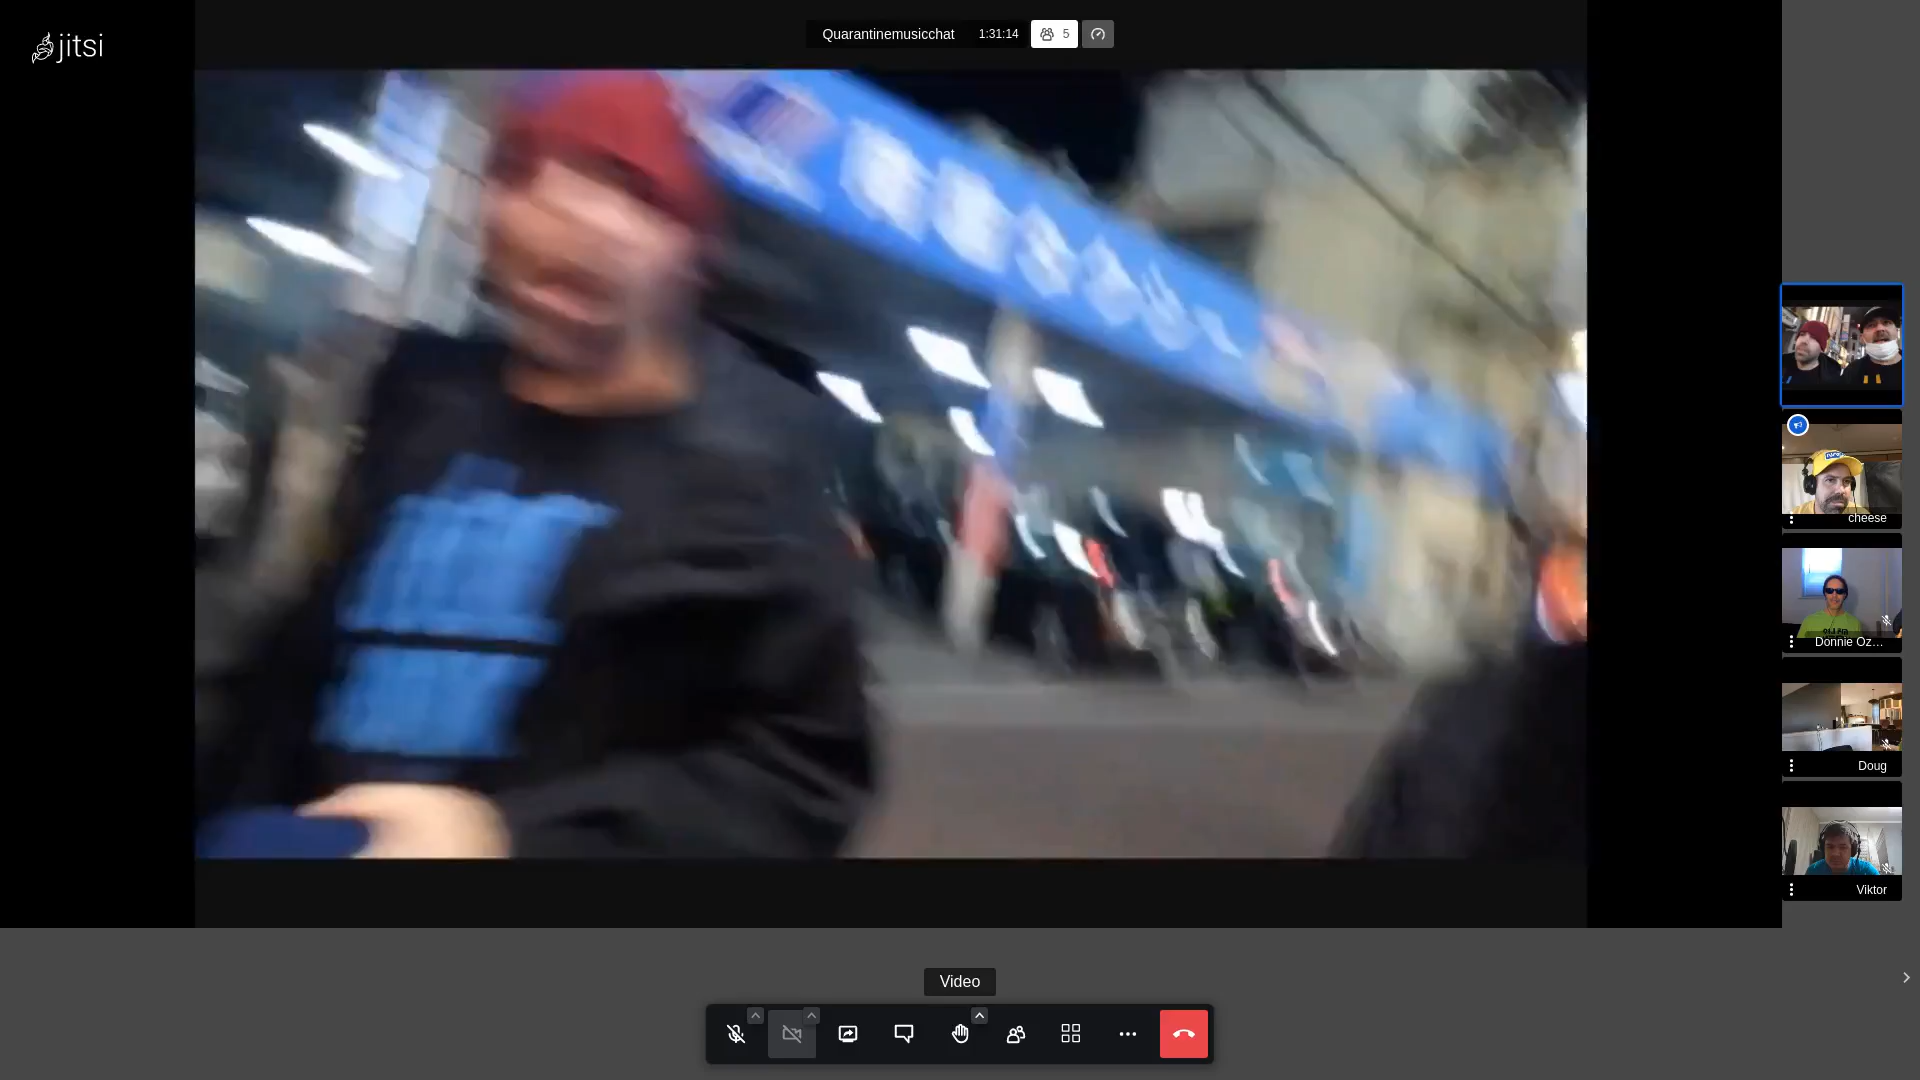 jitsi
Quarantinemusicchat
1:31:14
5
cheese
Donnie Oz...
Doug
Viktor
Video